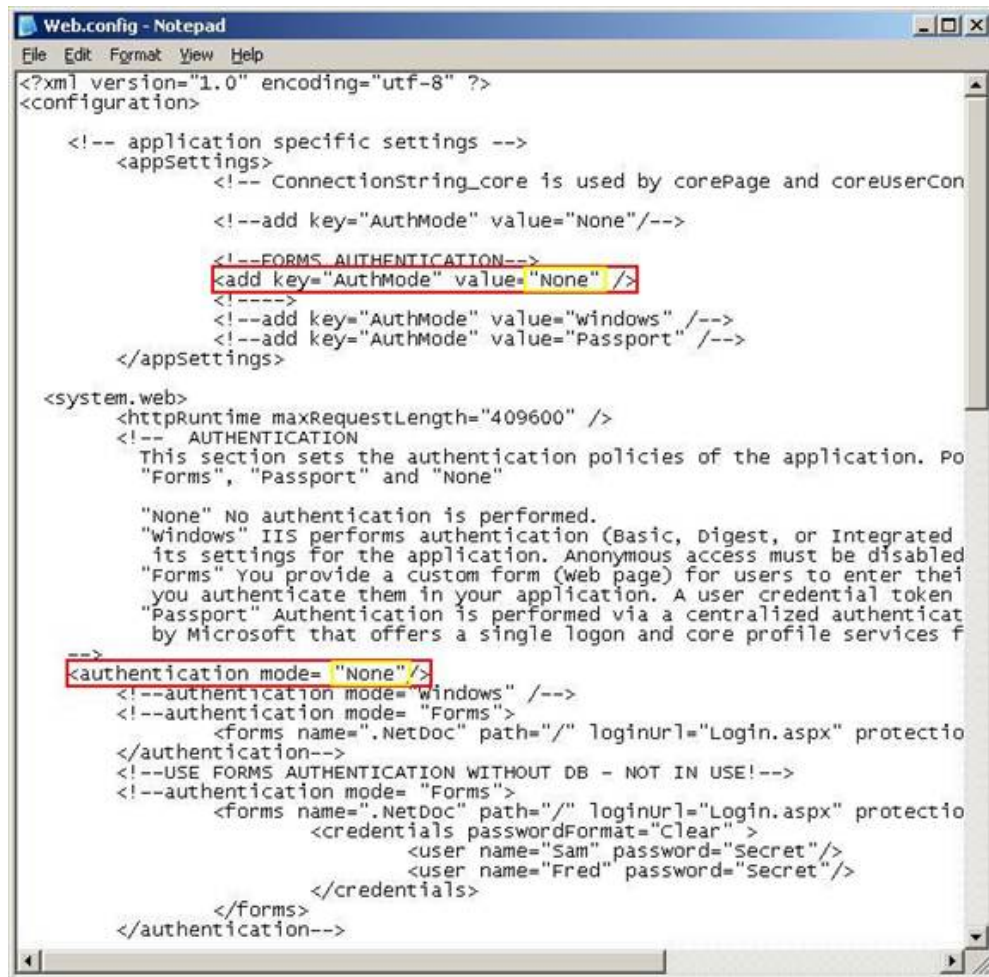 Web.config - Notepad
File Edit Format View Help
<?xml version="1.0" encoding="utf-8" ?>
<configuration>
<!-- application specific settings -->
<appSettings>
<!-- ConnectionString_core is used by corePage and coreUserCon
<!--add key="AuthMode" value="None"/-->
<!--FORMS AUTHENTICATION-->
<add key="AuthMode" value="None" />
<!---->
<!--add key="AuthMode" value="Windows" /-->
<!--add key="AuthMode" value="Passport" /-->
</appSettings>
<system.web>
<httpRuntime maxRequestLength="409600" />
<!-- AUTHENTICATION
This section sets the authentication policies of the application. Po
"Forms", "Passport" and "None"
"None" No authentication is performed.
"Windows" IIS performs authentication (Basic, Digest, or Integrated
its settings for the application. Anonymous access must be disabled
"Forms" You provide a custom form (Web page) for users to enter thei
you authenticate them in your application. A user credential token
"Passport" Authentication is performed via a centralized authenticat
by Microsoft that offers a single logon and core profile services f
-->
<authentication mode= "None"/>
<!--authentication mode="Windows" /-->
<!--authentication mode= "Forms">
<forms name=".NetDoc" path="/" loginUrl="Login.aspx" protectio
</authentication-->
<!--USE FORMS AUTHENTICATION WITHOUT DB - NOT IN USE!-->
<!--authentication mode= "Forms">
<forms name=".NetDoc" path="/" loginUrl="Login.aspx" protectio
<credentials passwordFormat="Clear" >
<user name="Sam" password="Secret"/>
<user name="Fred" password="Secret"/>
</credentials>
</forms>
</authentication-->